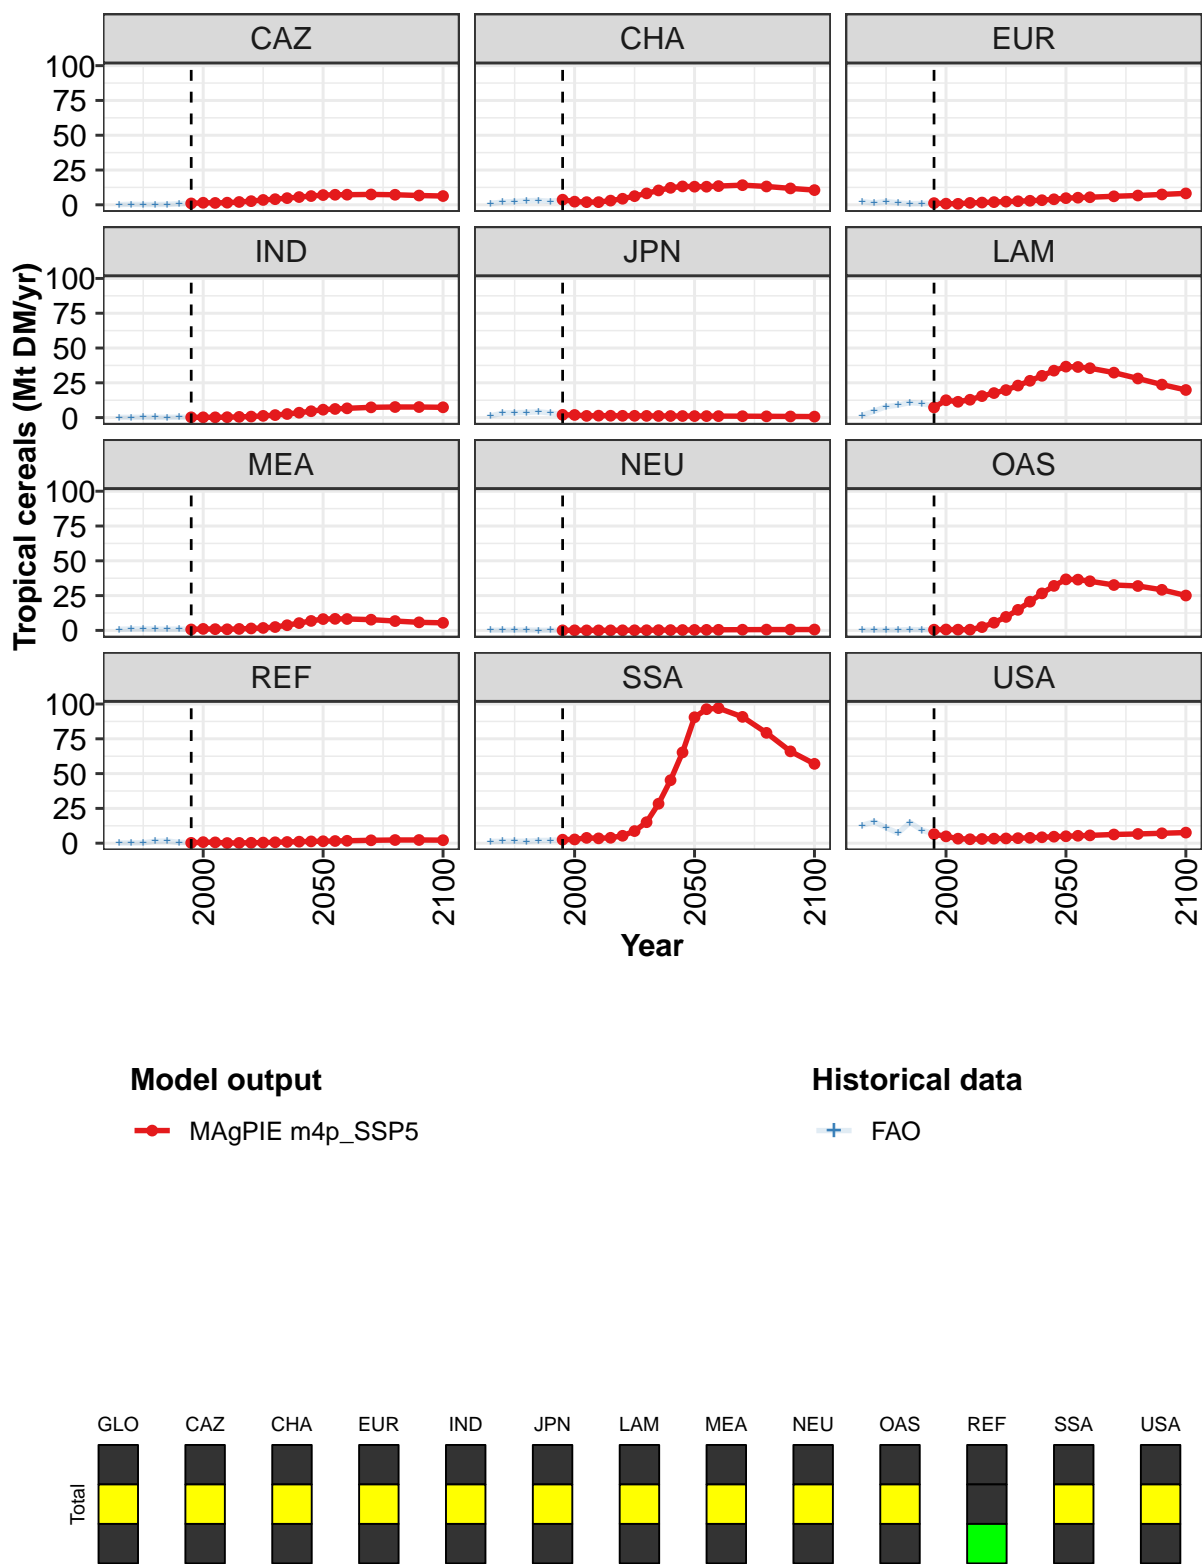 CAZ CHA EUR
100
75
50
25
0
IND JPN LAM
100
75
50
25
0
MEA NEU OAS
100
75
50
25
0
REF SSA USA
100
75
50
25
0
2000 2050 2100 2000 2050 2100 2000 2050 2100
Tropical cereals (Mt DM/yr)
Year
Model output
MAgPIE m4p_SSP5
Historical data
FAO
GLO CAZ CHA EUR IND JPN LAM MEA NEU OAS REF SSA USA
Total